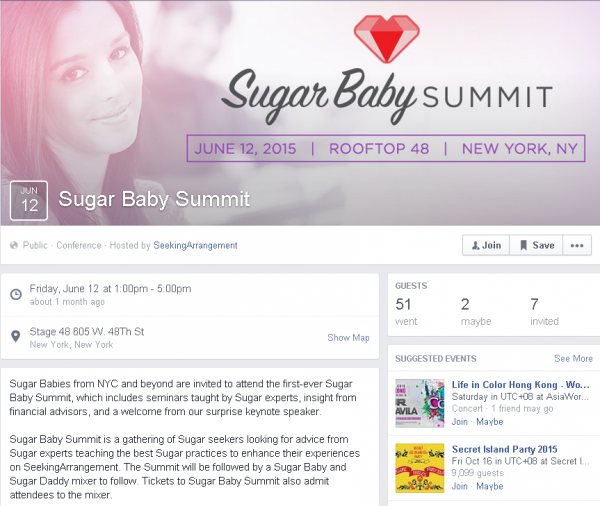 Sugar Baby SUMMIT
JUNE 12, 2015 | ROOFTOP 48 | NEW YORK, NY
JUN
12
Sugar Baby Summit
Public · Conference · Hosted by SeekingArrangement
Join
Save
Friday, June 12 at 1:00pm - 5:00pm
about 1 month ago
Stage 48 605 W. 48Th St
New York, New York
Show Map
Sugar Babies from NYC and beyond are invited to attend the first-ever Sugar
Baby Summit, which includes seminars taught by Sugar experts, insight from
financial advisors, and a welcome from our surprise keynote speaker.
Sugar Baby Summit is a gathering of Sugar seekers looking for advice from
Sugar experts teaching the best Sugar practices to enhance their experiences
on SeekingArrangement. The Summit will be followed by a Sugar Baby and
Sugar Daddy mixer to follow. Tickets to Sugar Baby Summit also admit
attendees to the mixer.
GUESTS
51 2 7
went maybe invited
SUGGESTED EVENTS See More
Life in Color Hong Kong - Wo...
Saturday in UTC+08 at AsiaWor...
Concert · 1 friend may go
Join · Maybe
Secret Island Party 2015
Fri Oct 16 in UTC+08 at Secret I...
9,099 guests
Join · Maybe